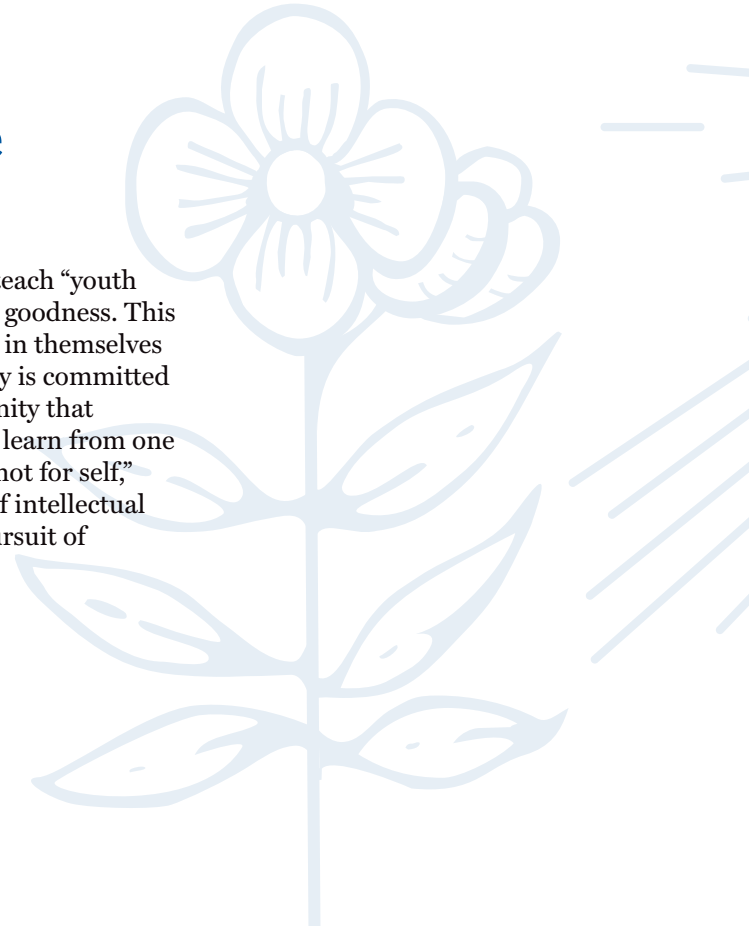 e
each “youth
goodness. This
in themselves
y is committed
nity that
learn from one
not for self,”
f intellectual
rsuit of